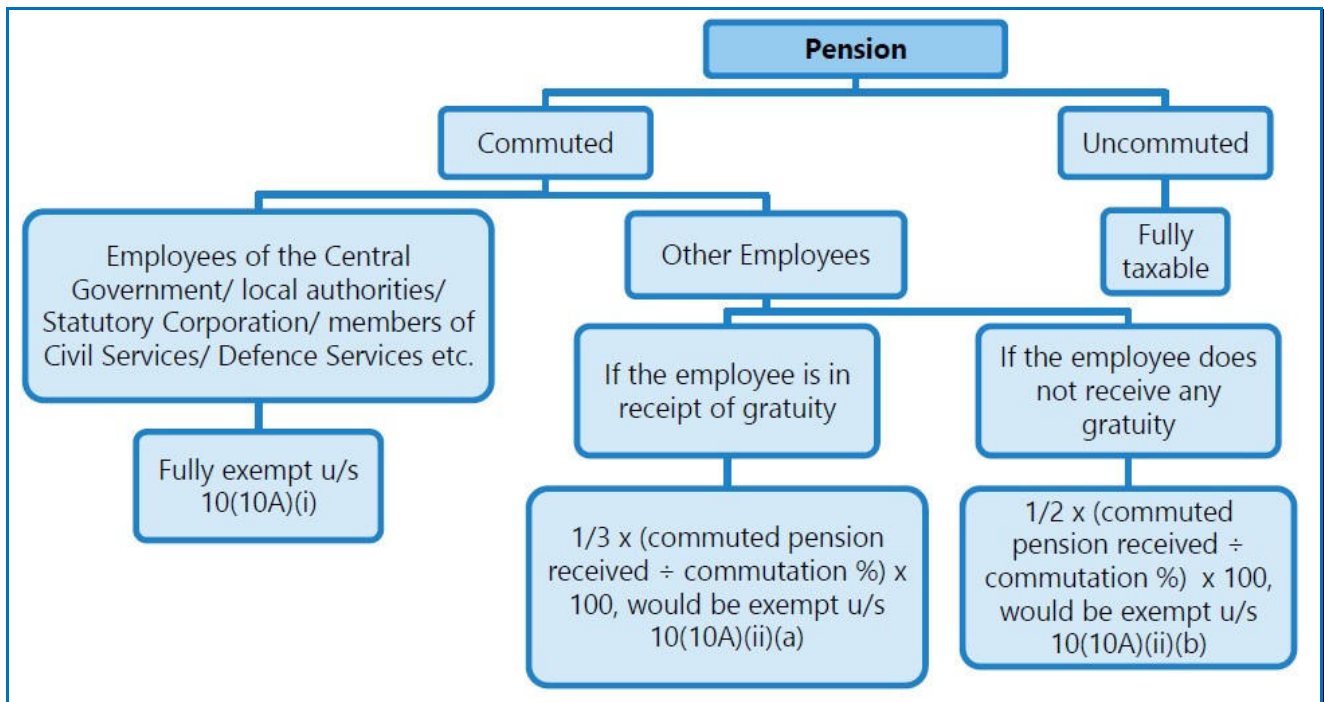 Pension
Commuted
Uncommuted
Employees of the Central
Government/ local authorities/
Statutory Corporation/ members of
Civil Services/ Defence Services etc.
Other Employees
Fully
taxable
Fully exempt u/s
10(10A)(i)
If the employee is in
receipt of gratuity
If the employee does
not receive any
gratuity
1/3 x (commuted pension
received ÷ commutation %) x
100, would be exempt u/s
10(10A)(ii)(a)
1/2 x (commuted
pension received ÷
commutation %) x 100,
would be exempt u/s
10(10A)(ii)(b)